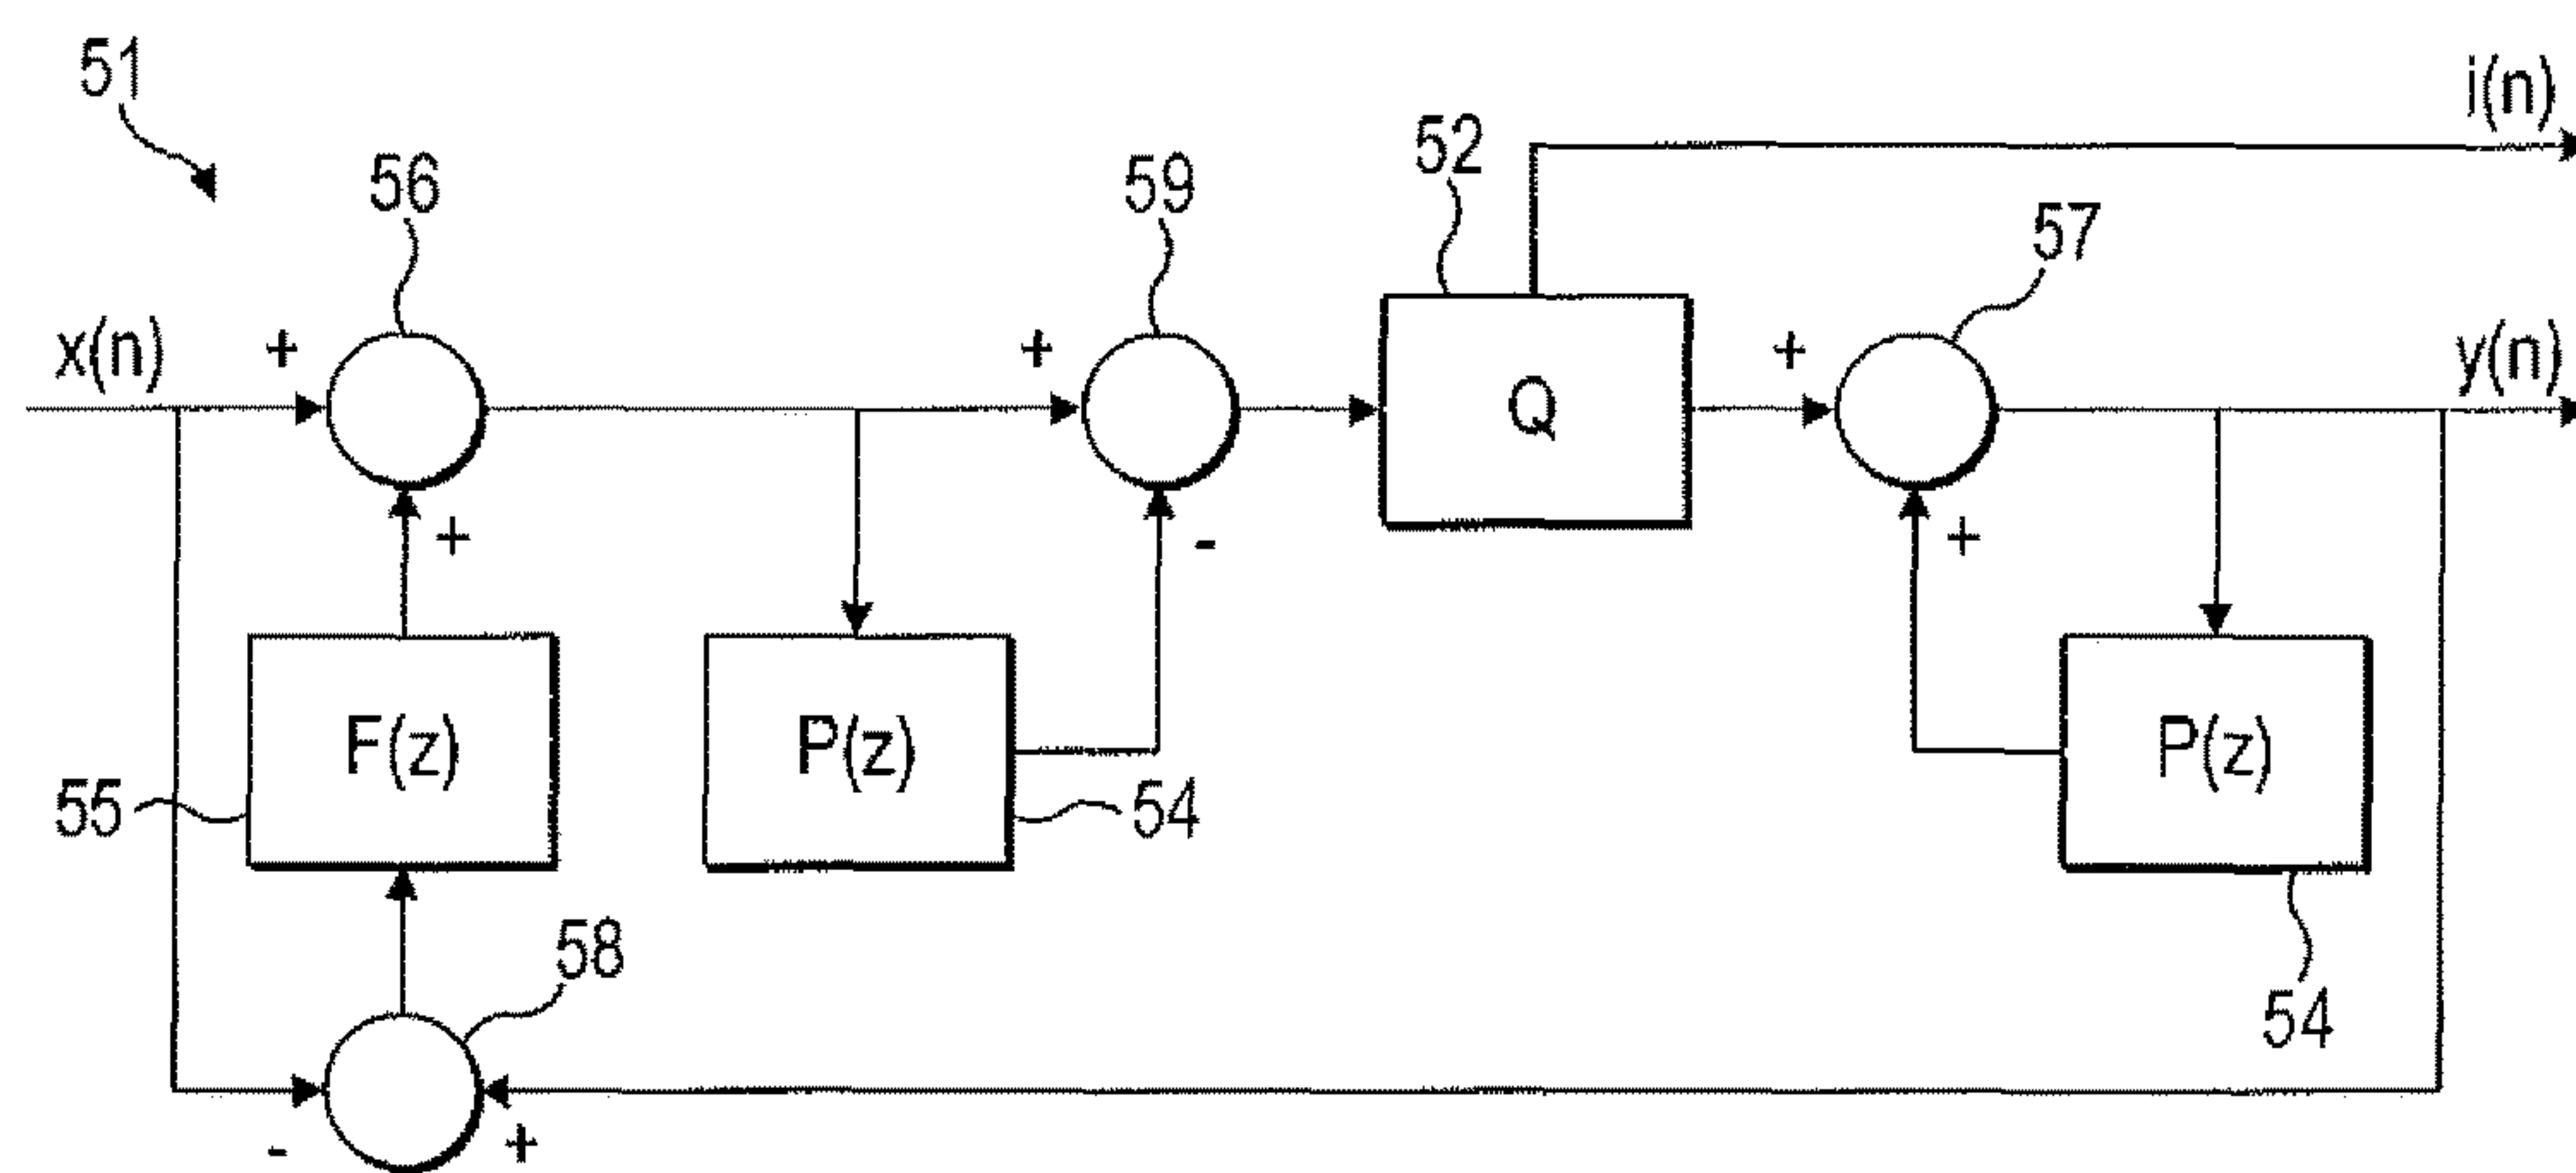 51
i(n)
52
56
59
57
x(n)
+
+
+
y(n)
Q
+
-
+
F(z)
P(z)
P(z)
55
54
58
54
-
+